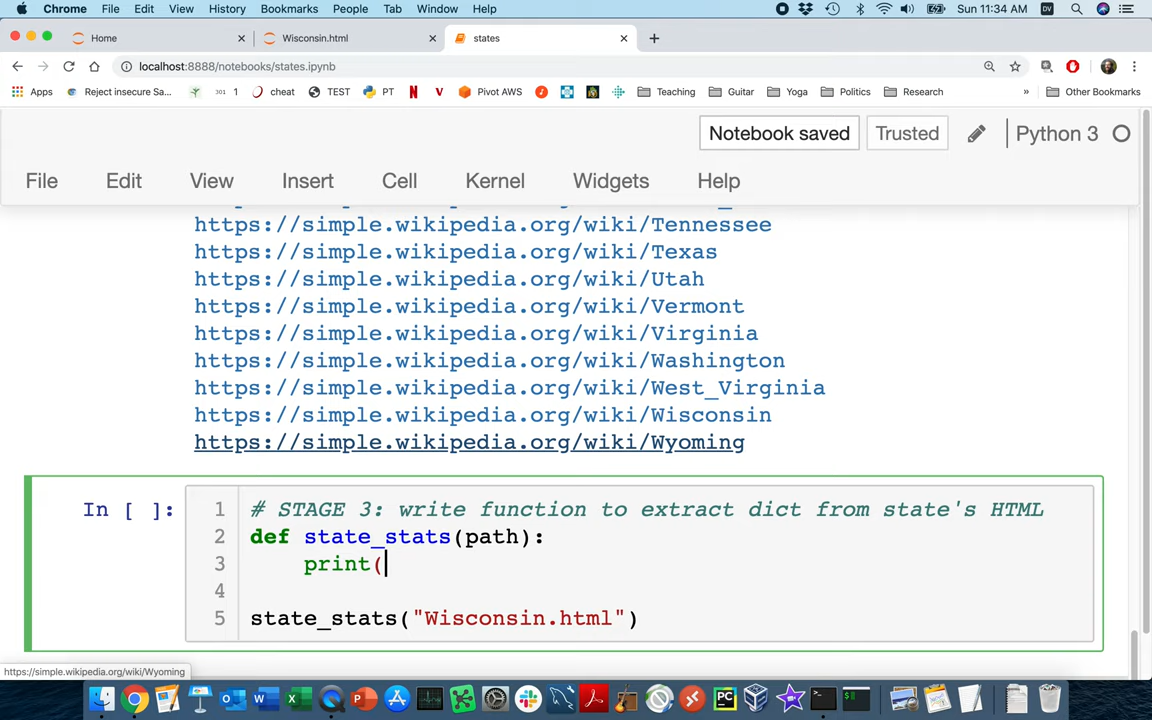 Chrome File Edit View History Bookmarks People Tab Window Help Sun 11:34 AM DV
Home Wisconsin.html states
localhost:8888/notebooks/states.ipynb
Apps Reject insecure Sa... 301 1 cheat TEST PT N V Pivot AWS Teaching Guitar Yoga Politics Research » Other Bookmarks
Notebook saved Trusted Python 3
File Edit View Insert Cell Kernel Widgets Help
https://simple.wikipedia.org/wiki/Tennessee
https://simple.wikipedia.org/wiki/Texas
https://simple.wikipedia.org/wiki/Utah
https://simple.wikipedia.org/wiki/Vermont
https://simple.wikipedia.org/wiki/Virginia
https://simple.wikipedia.org/wiki/Washington
https://simple.wikipedia.org/wiki/West_Virginia
https://simple.wikipedia.org/wiki/Wisconsin
https://simple.wikipedia.org/wiki/Wyoming
In [ ]: 1 # STAGE 3: write function to extract dict from state's HTML
2 def state_stats(path):
3 print(
4
5 state_stats("Wisconsin.html")
https://simple.wikipedia.org/wiki/Wyoming